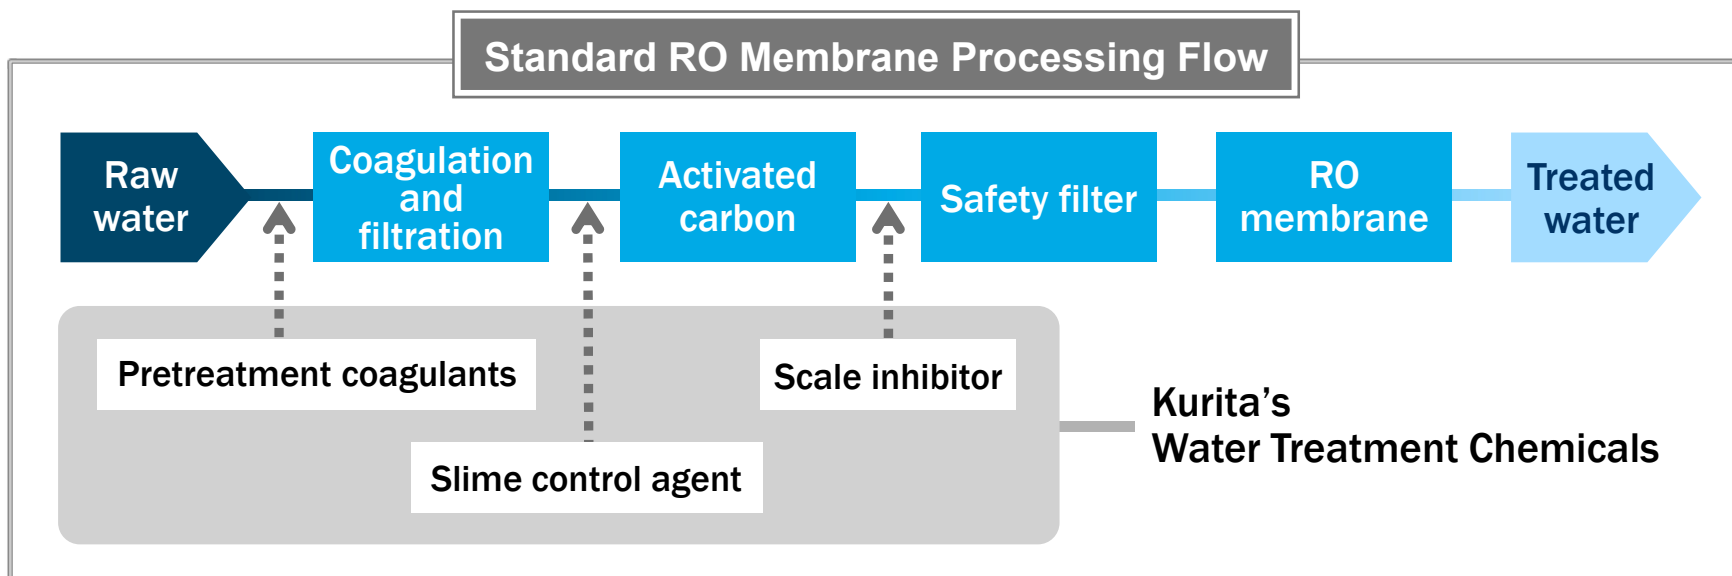 Standard RO Membrane Processing Flow
Raw
water
Coagulation
and
filtration
Activated
carbon
Safety filter
RO
membrane
Treated
water
Pretreatment coagulants
Slime control agent
Scale inhibitor
Kurita’s
Water Treatment Chemicals